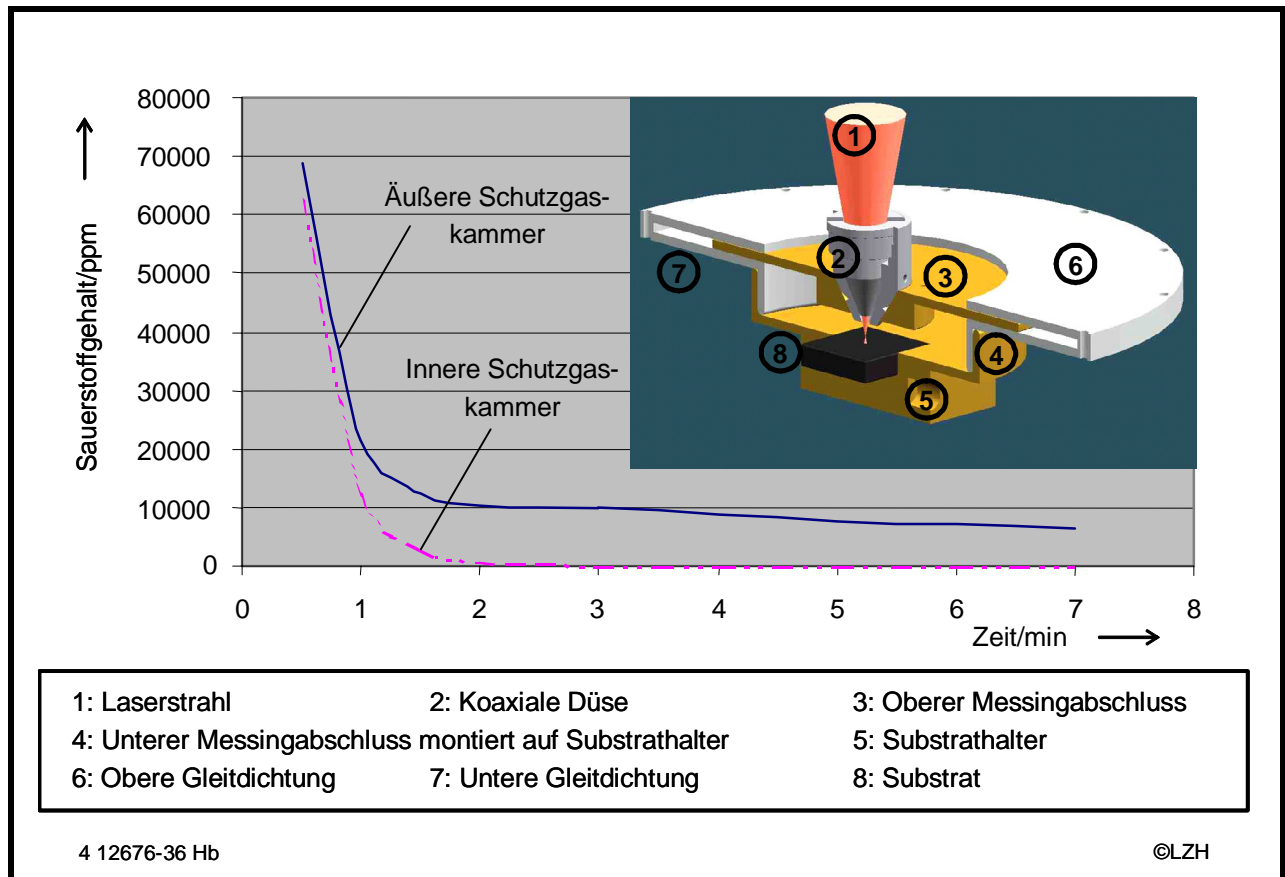 80000
70000
60000
50000
40000
30000
20000
10000
0
Sauerstoffgehalt/ppm
Äußere Schutzgas-
kammer
Innere Schutzgas-
kammer
1
2
3
4
5
6
7
8
0 1 2 3 4 5 6 7 8
Zeit/min
1: Laserstrahl 2: Koaxiale Düse 3: Oberer Messingabschluss
4: Unterer Messingabschluss montiert auf Substrathalter 5: Substrathalter
6: Obere Gleitdichtung 7: Untere Gleitdichtung 8: Substrat
4 12676-36 Hb ©LZH